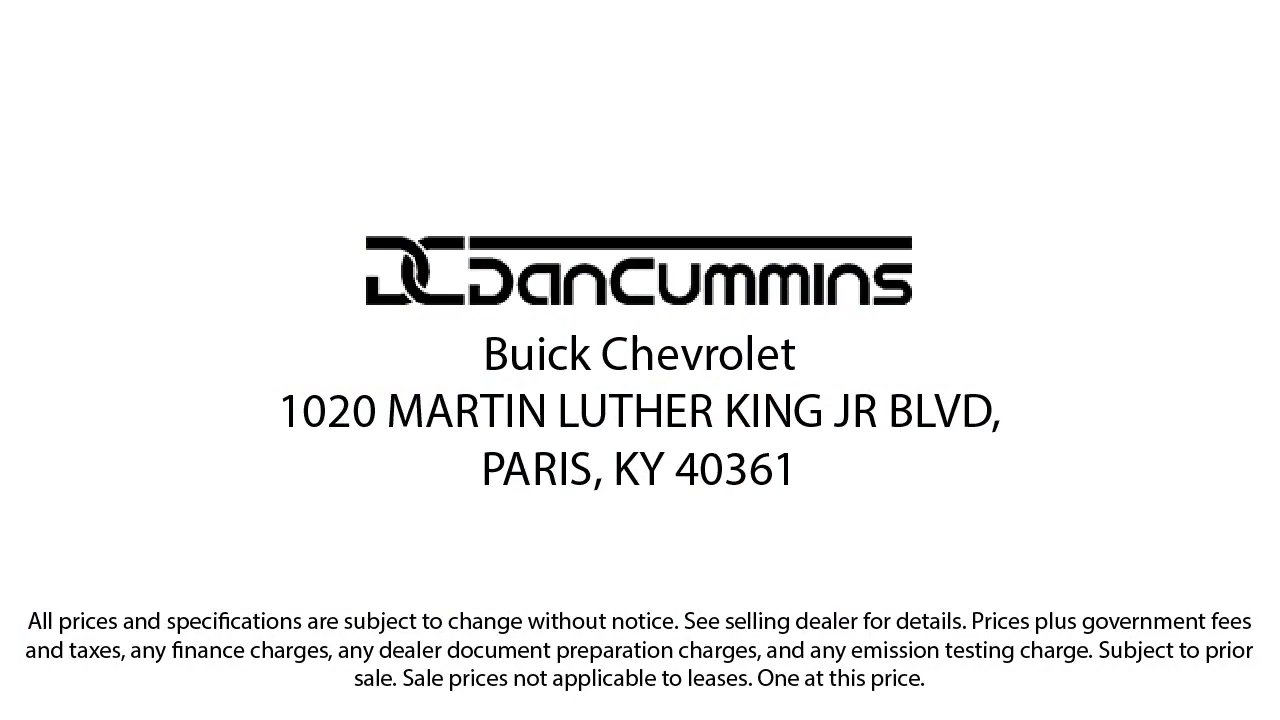 DC DanCummins
Buick Chevrolet
1020 MARTIN LUTHER KING JR BLVD,
PARIS, KY 40361
All prices and specifications are subject to change without notice. See selling dealer for details. Prices plus government fees
and taxes, any finance charges, any dealer document preparation charges, and any emission testing charge. Subject to prior
sale. Sale prices not applicable to leases. One at this price.